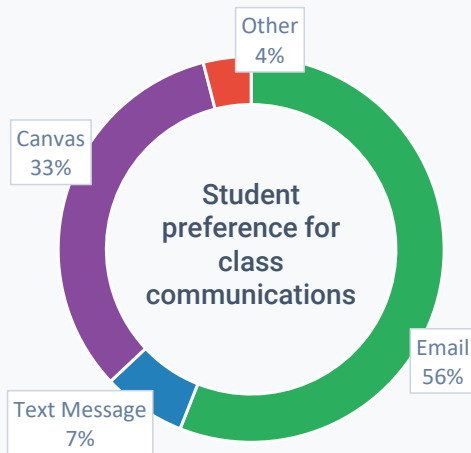 Other
4%
Canvas
33%
Student
preference for
class
communications
Email
56%
Text Message
7%